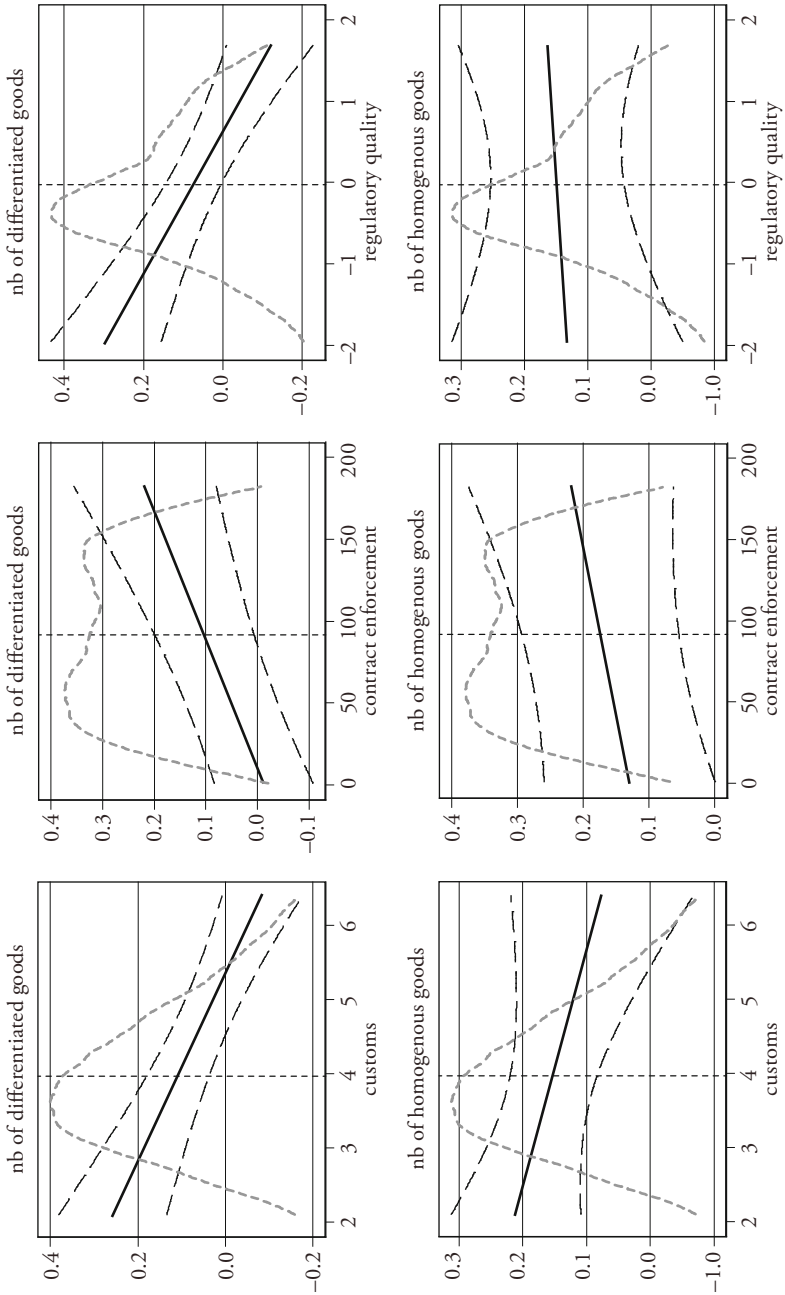 nb of differentiated goods
0.4
0.2
0.0
−0.2
2 3 4 5 6
customs
nb of differentiated goods
0.4
0.3
0.2
0.1
0.0
−0.1
0 50 100 150 200
contract enforcement
nb of differentiated goods
0.4
0.2
0.0
−0.2
−2 −1 0 1 2
regulatory quality
nb of homogenous goods
0.3
0.2
0.1
0.0
−1.0
2 3 4 5 6
customs
nb of homogenous goods
0.4
0.3
0.2
0.1
0.0
0 50 100 150 200
contract enforcement
nb of homogenous goods
0.3
0.2
0.1
0.0
−1.0
−2 −1 0 1 2
regulatory quality